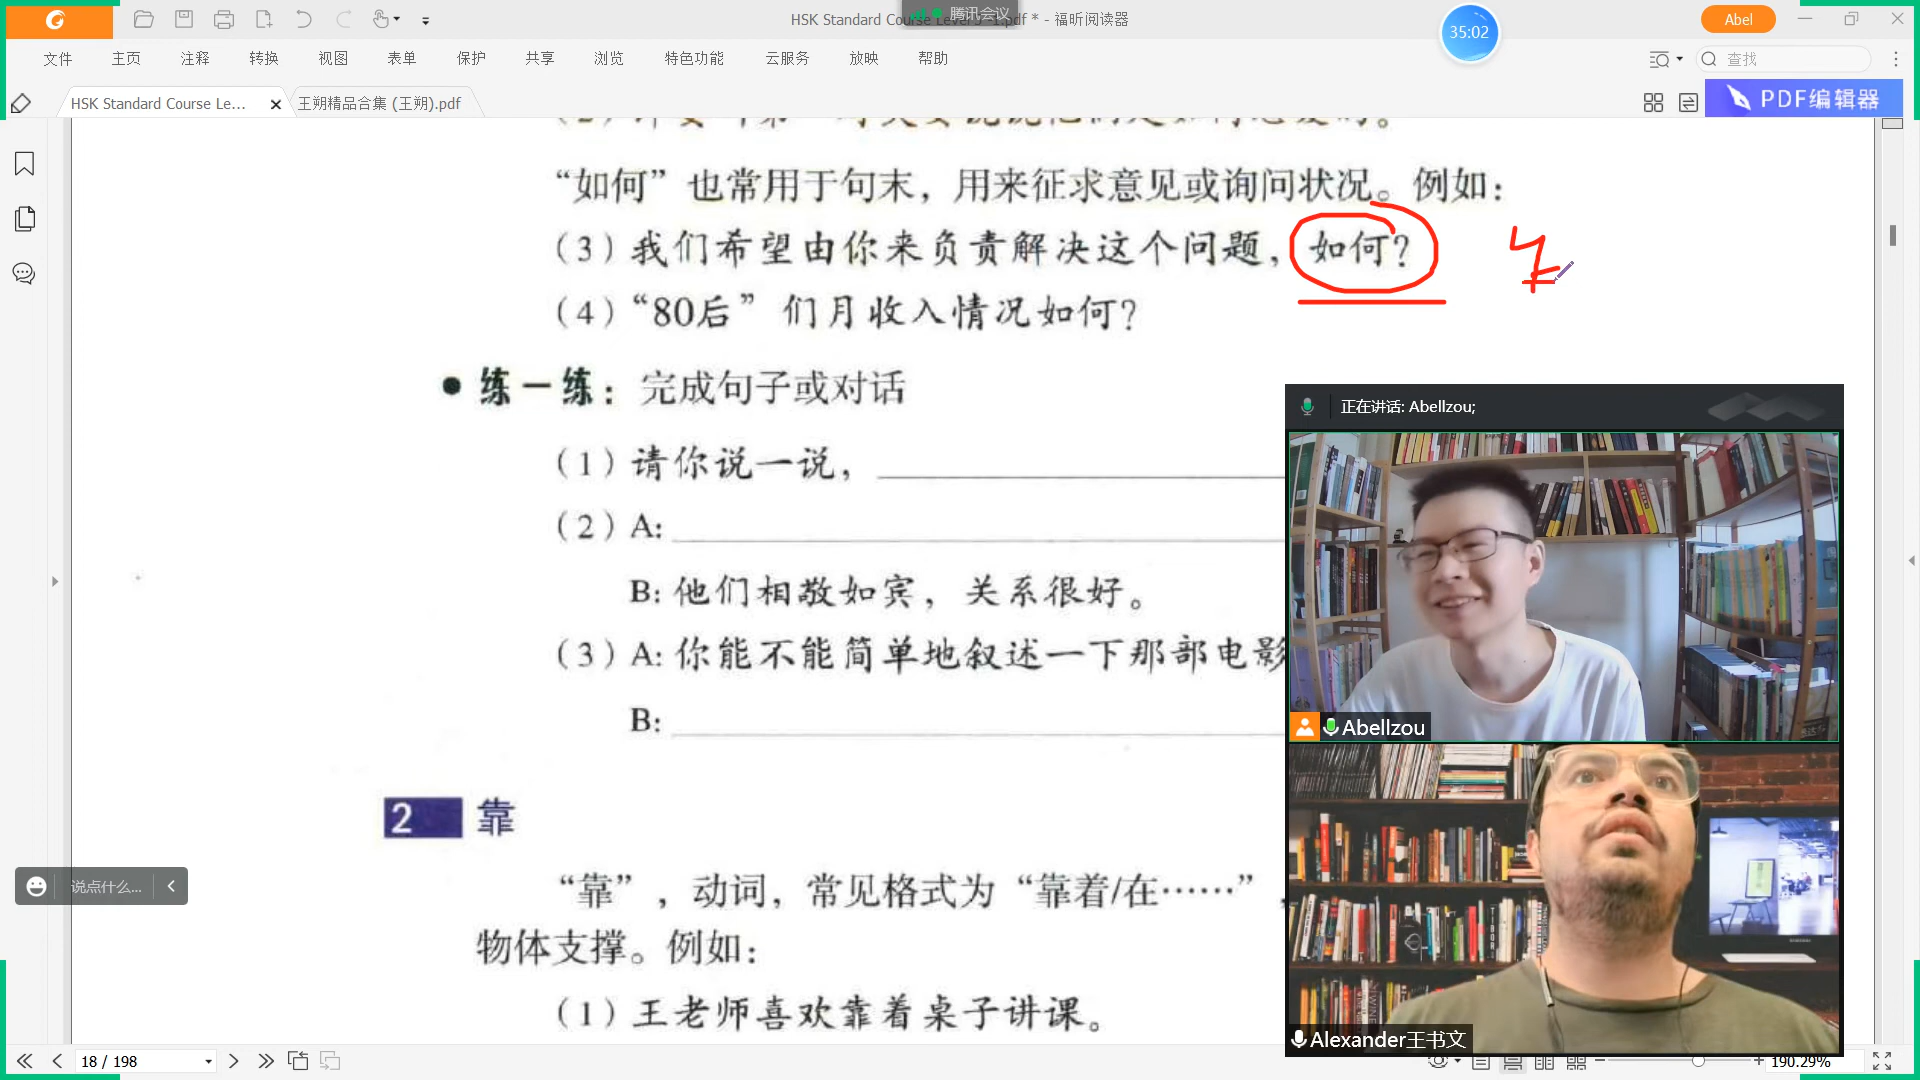 HSK Standard Course Level 5 1.pdf * - 福昕阅读器
腾讯会议
35:02
Abel
文件 主页 注释 转换 视图 表单 保护 共享 浏览 特色功能 云服务 放映 帮助
查找
HSK Standard Course Le...
王朔精品合集 (王朔).pdf
PDF编辑器
“如何”也常用于句末，用来征求意见或询问状况。例如：
（3）我们希望由你来负责解决这个问题，如何？
（4）“80后”们月收入情况如何？
● 练一练：完成句子或对话
（1）请你说一说，
（2）A:
B: 他们相敬如宾，关系很好。
（3）A: 你能不能简单地叙述一下那部电影
B:
2 靠
“靠”，动词，常见格式为“靠着/在……”，
物体支撑。例如：
（1）王老师喜欢靠着桌子讲课。
正在讲话: Abellzou;
Abellzou
Alexander王书文
说点什么...
18 / 198
190.29%